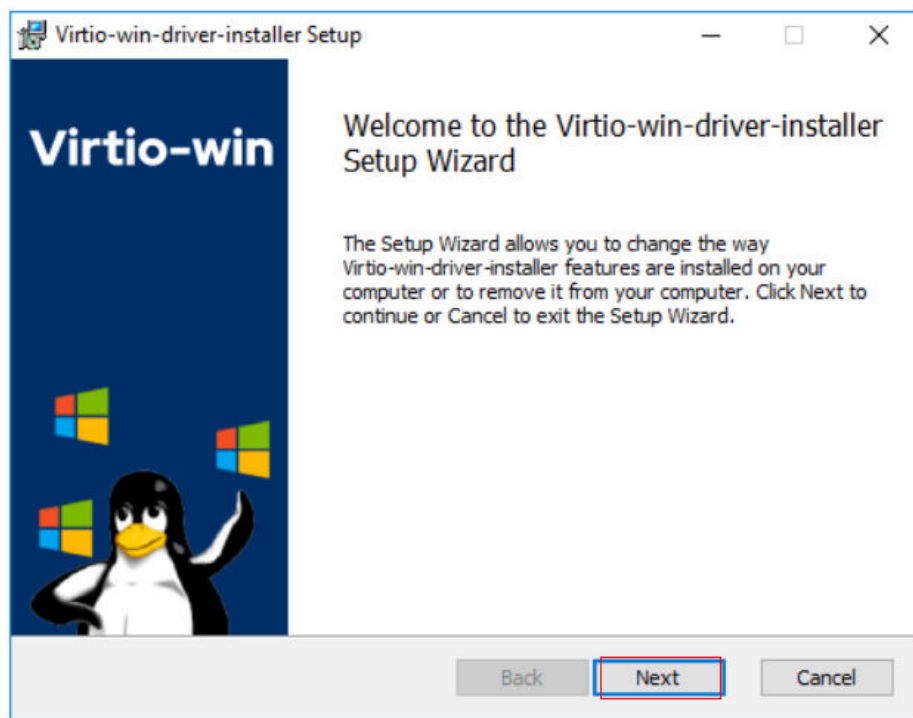 Virtio-win-driver-installer Setup
Virtio-win
Welcome to the Virtio-win-driver-installer
Setup Wizard
The Setup Wizard allows you to change the way
Virtio-win-driver-installer features are installed on your
computer or to remove it from your computer. Click Next to
continue or Cancel to exit the Setup Wizard.
Back
Next
Cancel